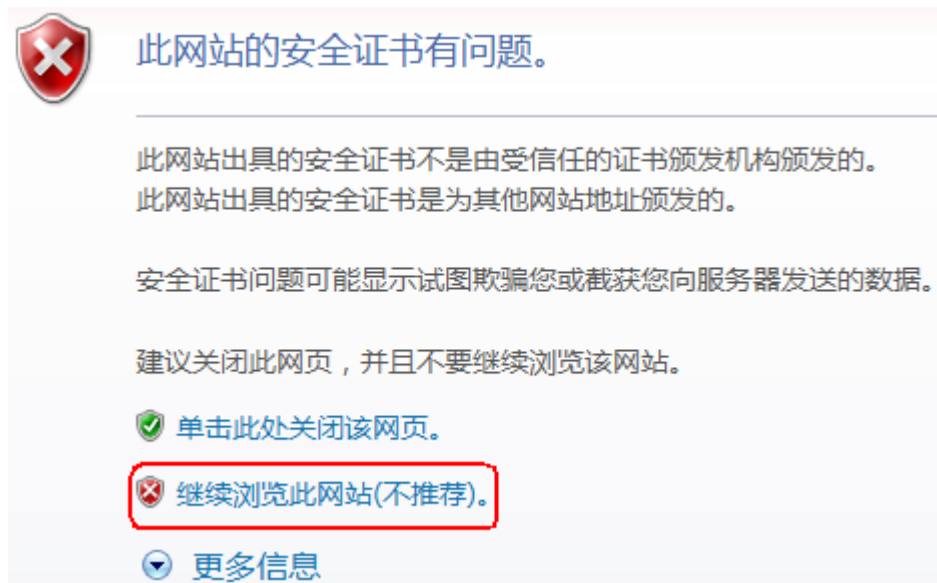 此网站的安全证书有问题。
此网站出具的安全证书不是由受信任的证书颁发机构颁发的。
此网站出具的安全证书是为其他网站地址颁发的。
安全证书问题可能显示试图欺骗您或截获您向服务器发送的数据。
建议关闭此网页，并且不要继续浏览该网站。
单击此处关闭该网页。
继续浏览此网站(不推荐)。
更多信息